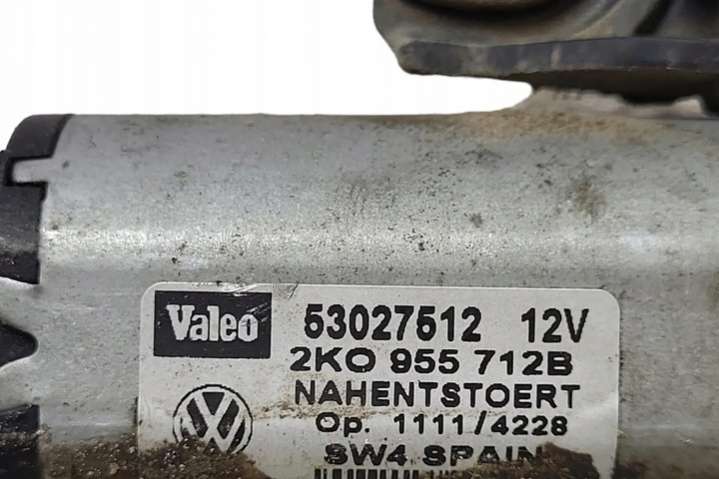 Valeo 53027512 12V
2KO 955 712B
NAHENTSTOERT
Op. 1111/4228
SW4 SPAIN